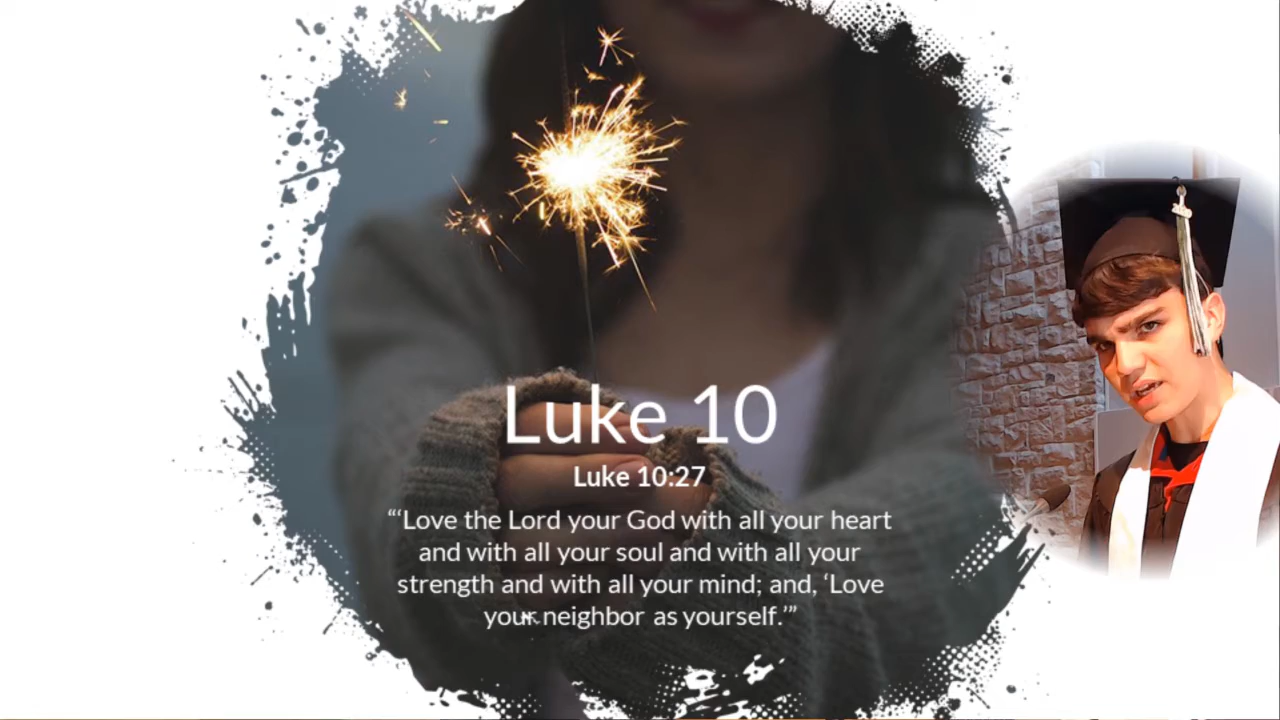 Luke 10
Luke 10:27
“‘Love the Lord your God with all your heart
and with all your soul and with all your
strength and with all your mind; and, ‘Love
your neighbor as yourself.’”